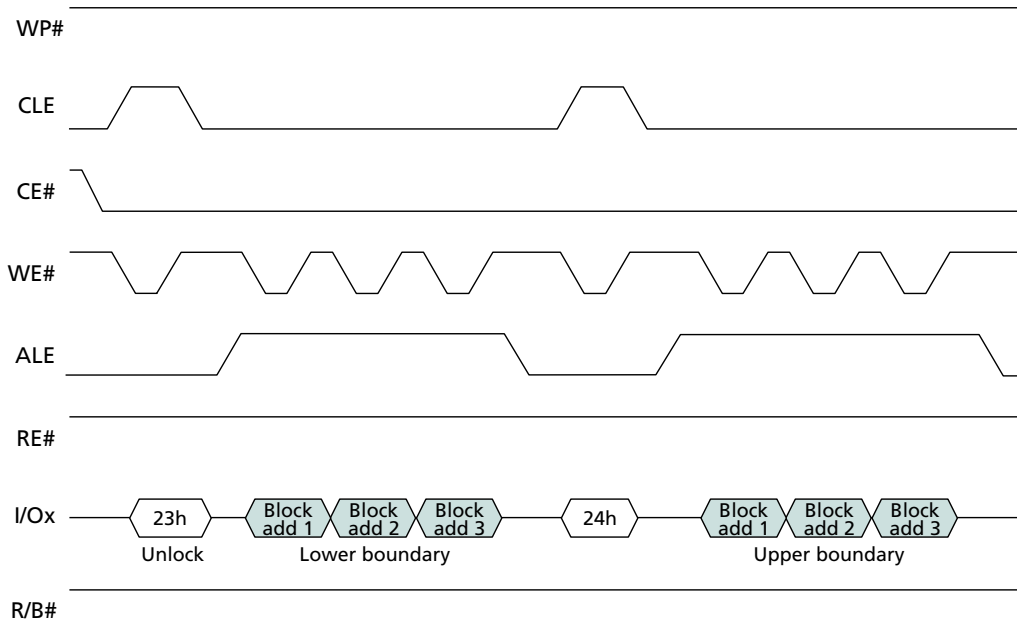 WP#
CLE
CE#
WE#
ALE
RE#
I/Ox
23h
Block
add 1
Block
add 2
Block
add 3
24h
Block
add 1
Block
add 2
Block
add 3
Unlock
Lower boundary
Upper boundary
R/B#